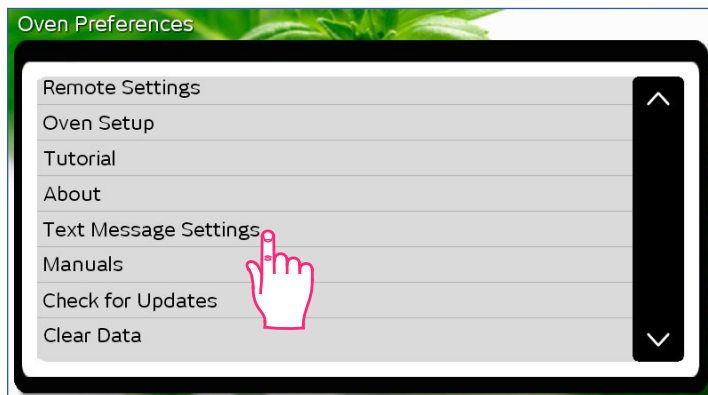 Oven Preferences
Remote Settings
Oven Setup
Tutorial
About
Text Message Settings
Manuals
Check for Updates
Clear Data